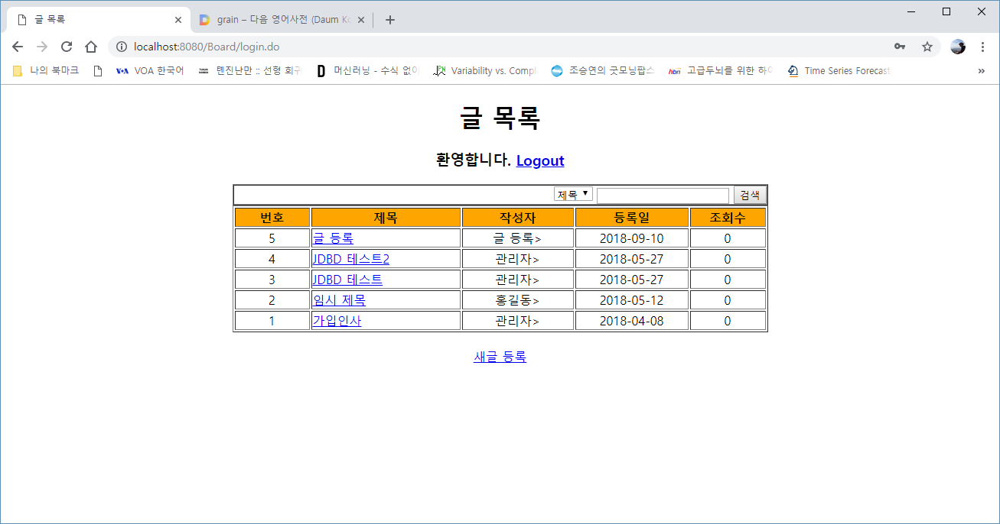 글 목록
grain – 다음 영어사전 (Daum
localhost:8080/Board/login.do
나의 북마크 VOA 한국어 텐진난만 :: 선형 회귀 D 머신러닝 - 수식 없이 Variability vs. Compl 조승연의 굿모닝팝스 hbr 고급두뇌를 위한 하이 Time Series Forecast »
글 목록
환영합니다. Logout
제목 검색
번호 제목 작성자 등록일 조회수
5 글 등록 글 등록> 2018-09-10 0
4 JDBD 테스트2 관리자> 2018-05-27 0
3 JDBD 테스트 관리자> 2018-05-27 0
2 임시 제목 홍길동> 2018-05-12 0
1 가입인사 관리자> 2018-04-08 0
새글 등록